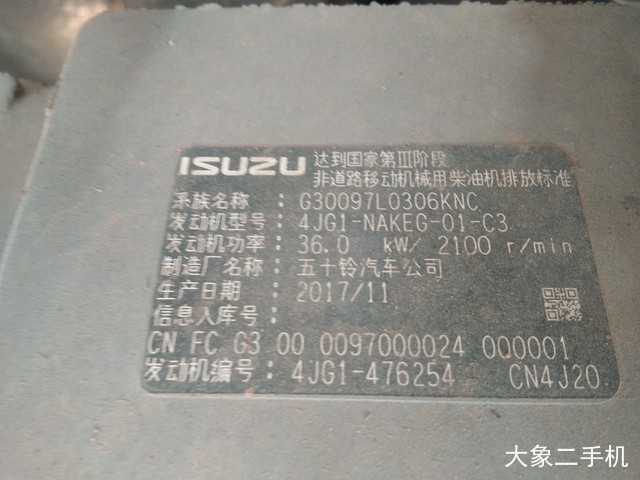 ISUZU 达到国家第III阶段
非道路移动机械用柴油机排放标准
系族名称 : G30097L0306KNC
发动机型号: 4JG1-NAKEG-01-C3
发动机功率: 36.0 kW/ 2100 r/min
制造厂名称: 五十铃汽车公司
生产日期 : 2017/11
信息入库号:
CN FC G3 00 0097000024 000001
发动机编号: 4JG1-476254 CN4J20
大象二手机